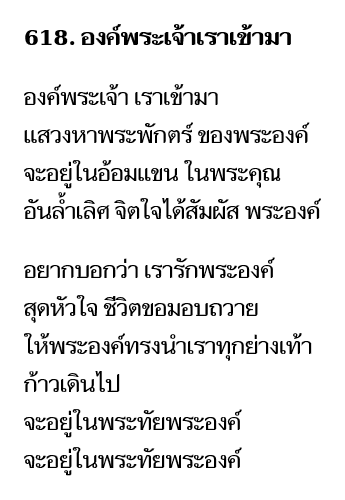 618. องค์พระเจ้าเราเข้ามา
องค์พระเจ้า เราเข้ามา
แสวงหาพระพักตร์ ของพระองค์
จะอยู่ในอ้อมแขน ในพระคุณ
อันล้ำเลิศ จิตใจได้สัมผัส พระองค์
อยากบอกว่า เรารักพระองค์
สุดหัวใจ ชีวิตขอมอบถวาย
ให้พระองค์ทรงนำเราทุกย่างเท้า
ก้าวเดินไป
จะอยู่ในพระทัยพระองค์
จะอยู่ในพระทัยพระองค์